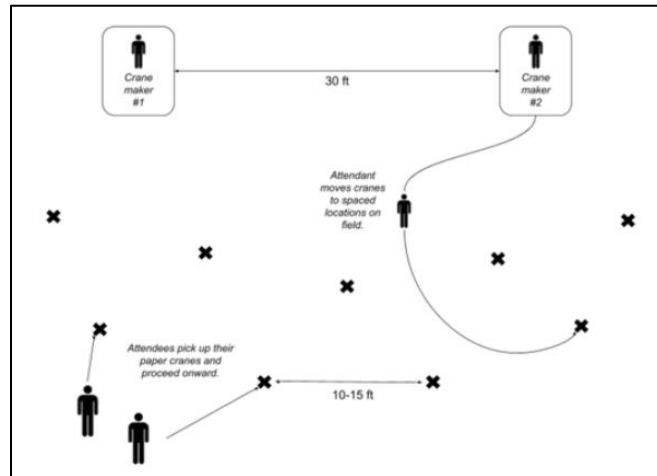 Crane
maker
#1
30 ft
Crane
maker
#2
Attendant
moves cranes
to spaced
locations on
field.
Attendees pick up their
paper cranes and
proceed onward.
10-15 ft